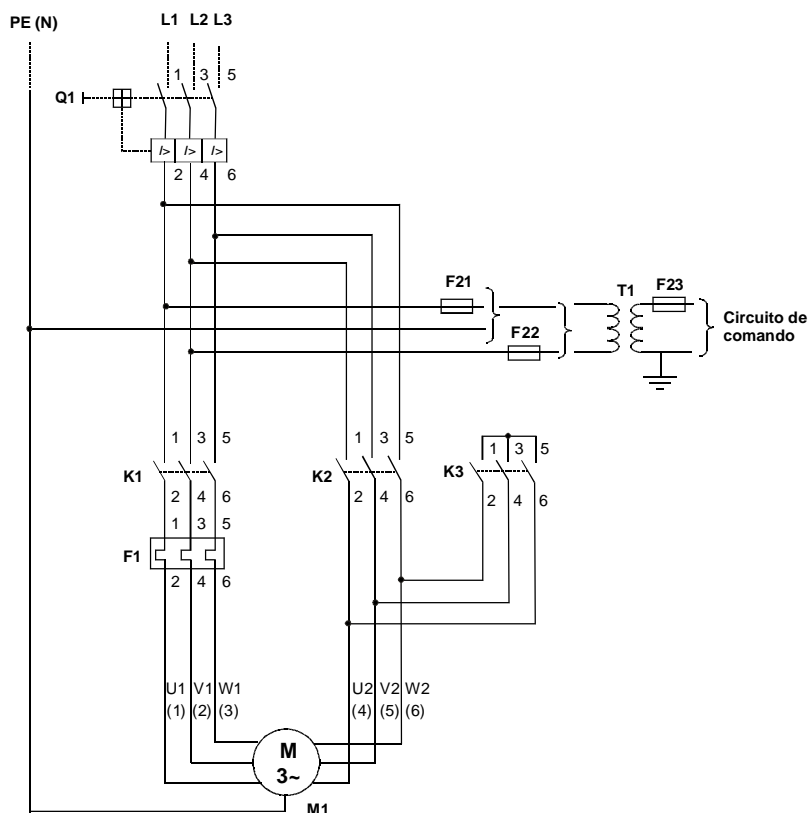 PE (N) L1 L2 L3
1 3 5
Q1
I> I> I>
2 4 6
F21 T1 F23
F22
Circuito de
comando
1 3 5 1 3 5 1 3 5
K1 K2 K3
2 4 6 2 4 6 2 4 6
1 3 5
F1
2 4 6
U1 V1 W1 U2 V2 W2
(1) (2) (3) (4) (5) (6)
M
3~
M1